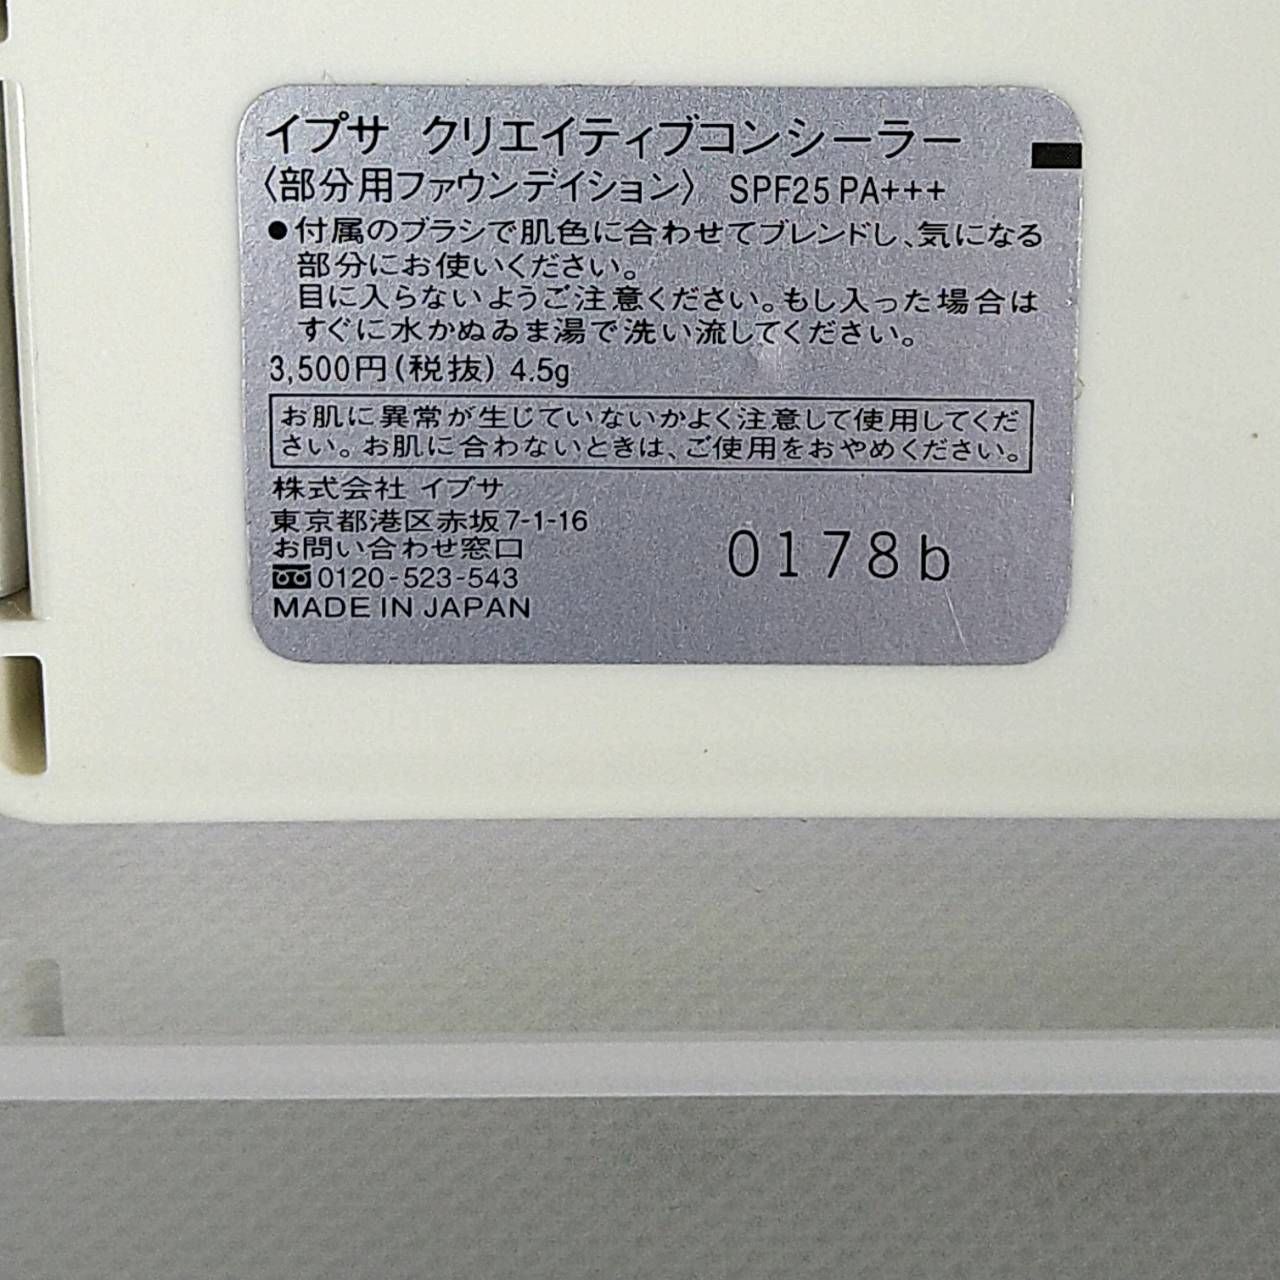 イプサ クリエイティブコンシーラー
〈部分用ファウンデイション〉 SPF25 PA+++
●付属のブラシで肌色に合わせてブレンドし、気になる
部分にお使いください。
目に入らないようご注意ください。もし入った場合は
すぐに水かぬるま湯で洗い流してください。
3,500円(税抜) 4.5g
お肌に異常が生じていないかよく注意して使用してくだ
さい。お肌に合わないときは、ご使用をおやめください。
株式会社 イプサ
東京都港区赤坂7-1-16
お問い合わせ窓口
0120-523-543
MADE IN JAPAN
0178b